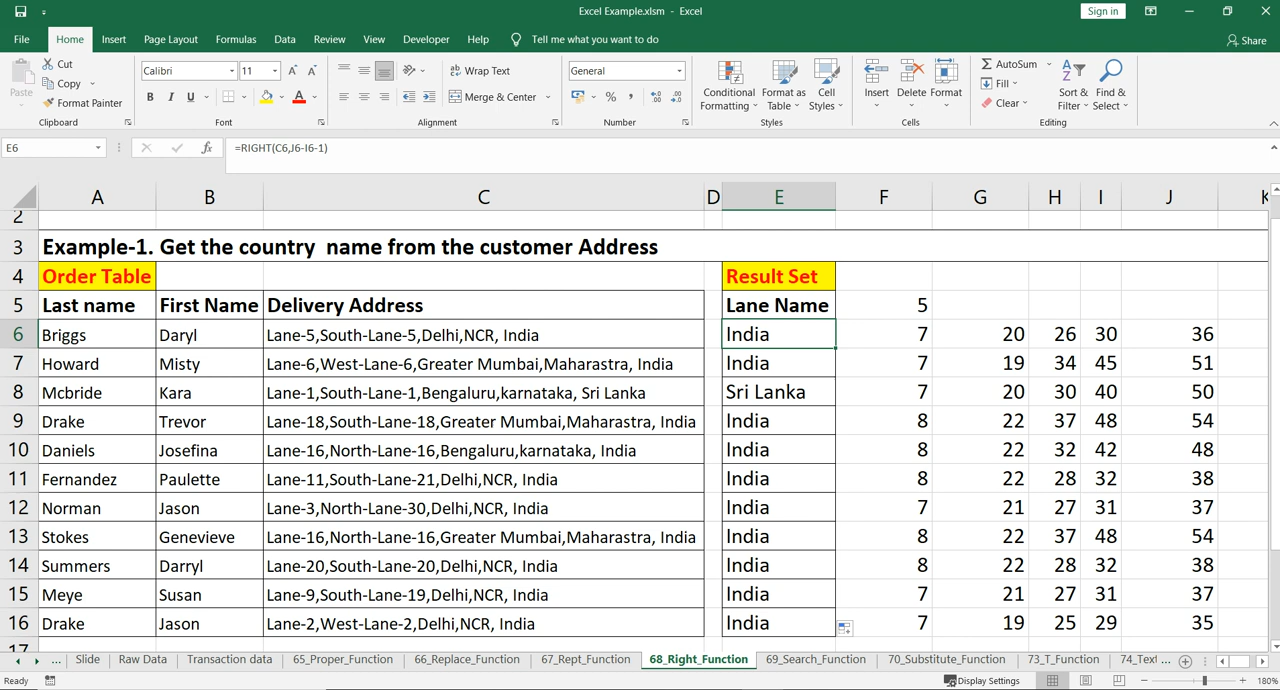 Excel Example.xlsm - Excel
Sign in
File Home Insert Page Layout Formulas Data Review View Developer Help Tell me what you want to do Share
Paste Cut Copy Format Painter Clipboard
Calibri 11 A A B I U A Font
Wrap Text Merge & Center Alignment
General % , Number
Conditional Formatting Format as Table Cell Styles Styles
Insert Delete Format Cells
AutoSum Fill Clear Sort & Filter Find & Select Editing
E6 fx =RIGHT(C6,J6-I6-1)
A B C D E F G H I J K
2
3 Example-1. Get the country name from the customer Address
4 Order Table Result Set
5 Last name First Name Delivery Address Lane Name 5
6 Briggs Daryl Lane-5,South-Lane-5,Delhi,NCR, India India 7 20 26 30 36
7 Howard Misty Lane-6,West-Lane-6,Greater Mumbai,Maharastra, India India 7 19 34 45 51
8 Mcbride Kara Lane-1,South-Lane-1,Bengaluru,karnataka, Sri Lanka Sri Lanka 7 20 30 40 50
9 Drake Trevor Lane-18,South-Lane-18,Greater Mumbai,Maharastra, India India 8 22 37 48 54
10 Daniels Josefina Lane-16,North-Lane-16,Bengaluru,karnataka, India India 8 22 32 42 48
11 Fernandez Paulette Lane-11,South-Lane-21,Delhi,NCR, India India 8 22 28 32 38
12 Norman Jason Lane-3,North-Lane-30,Delhi,NCR, India India 7 21 27 31 37
13 Stokes Genevieve Lane-16,North-Lane-16,Greater Mumbai,Maharastra, India India 8 22 37 48 54
14 Summers Darryl Lane-20,South-Lane-20,Delhi,NCR, India India 8 22 28 32 38
15 Meye Susan Lane-9,South-Lane-19,Delhi,NCR, India India 7 21 27 31 37
16 Drake Jason Lane-2,West-Lane-2,Delhi,NCR, India India 7 19 25 29 35
17
... Slide Raw Data Transaction data 65_Proper_Function 66_Replace_Function 67_Rept_Function 68_Right_Function 69_Search_Function 70_Substitute_Function 73_T_Function 74_Text ...
Ready Display Settings 180%